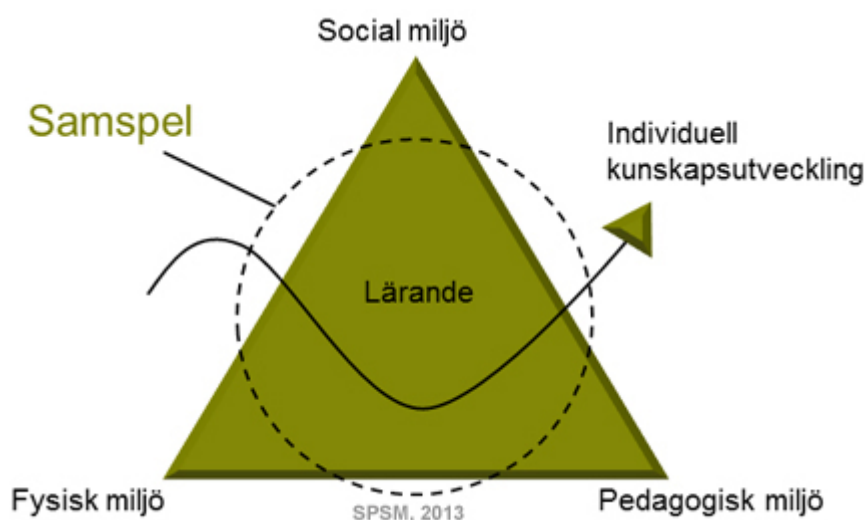 Social miljö
Samspel
Individuell
kunskapsutveckling
Lärande
Fysisk miljö
Pedagogisk miljö
SPSM, 2013